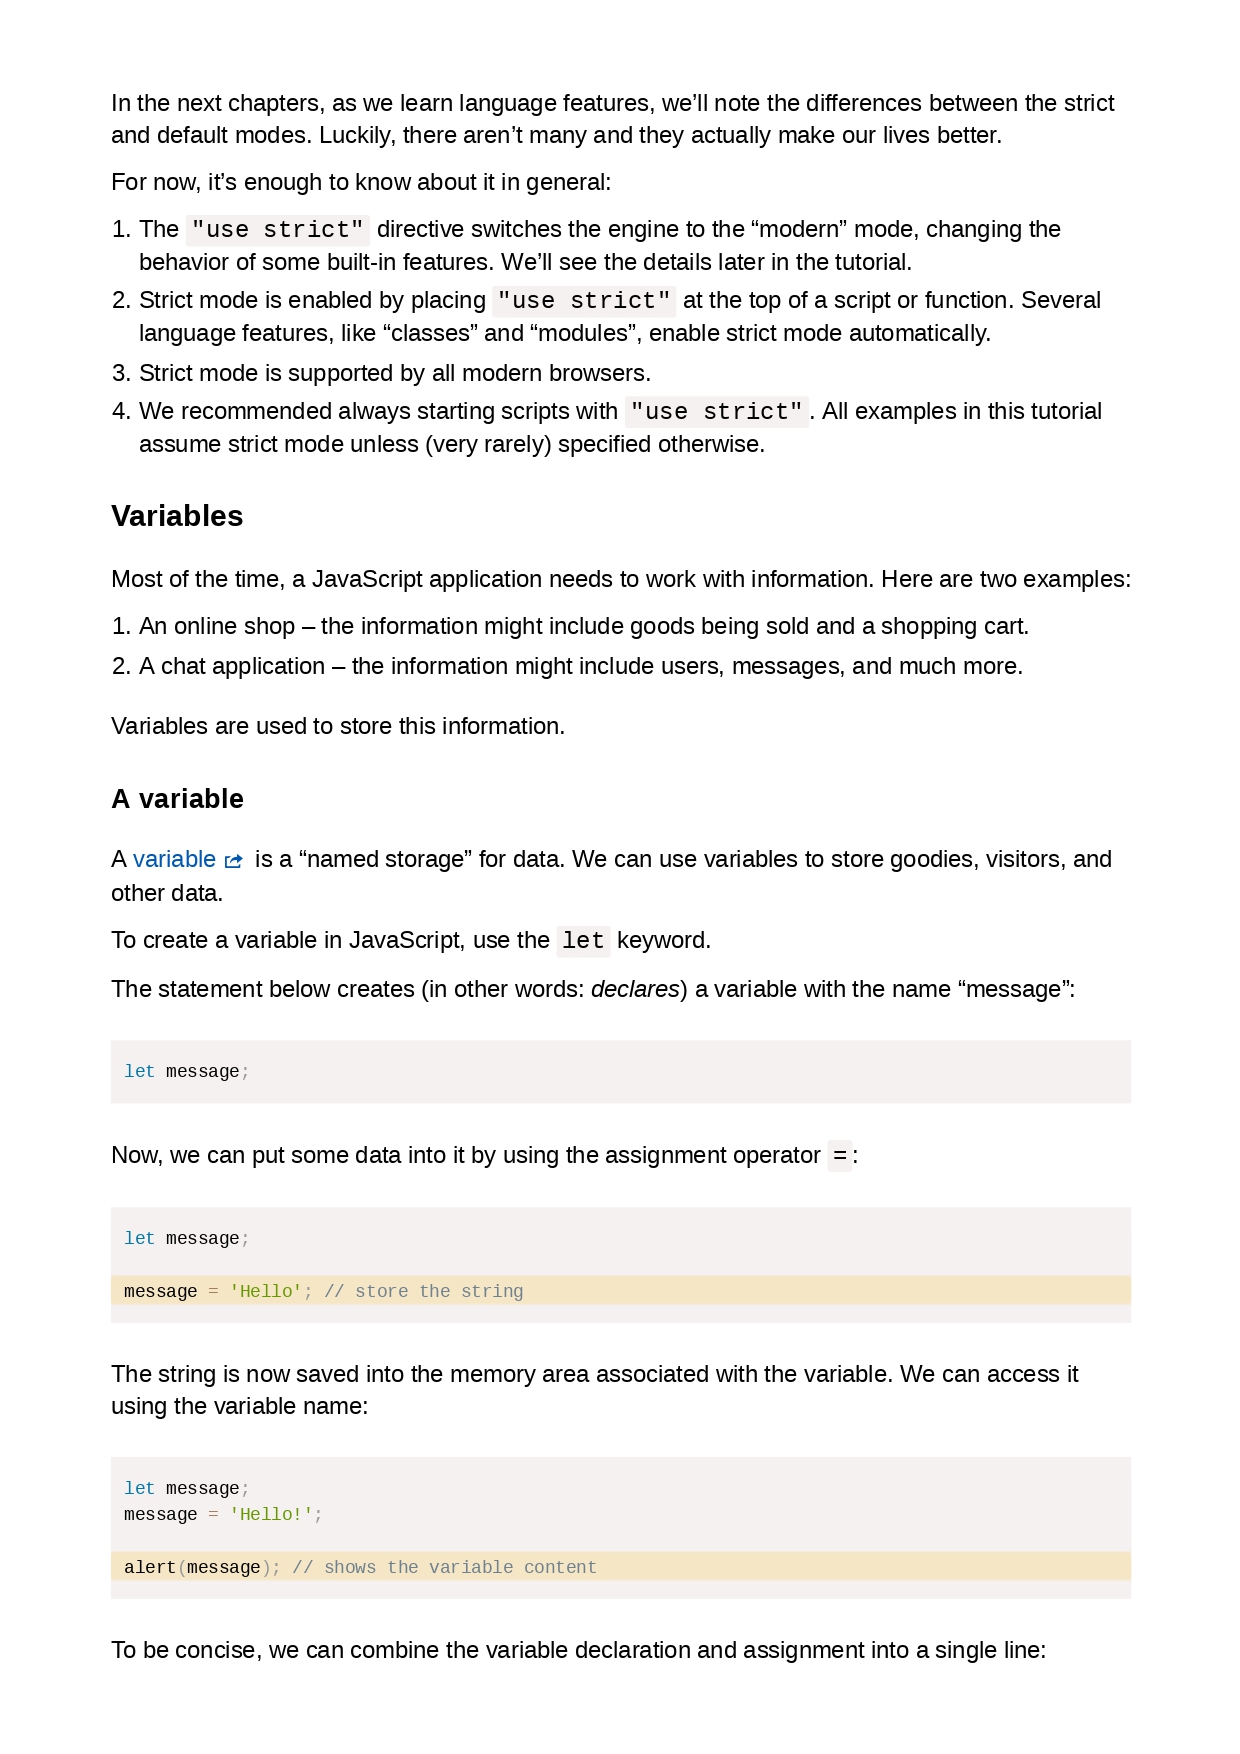 In the next chapters, as we learn language features, we’ll note the differences between the strict
and default modes. Luckily, there aren’t many and they actually make our lives better.
For now, it’s enough to know about it in general:
1. The "use strict" directive switches the engine to the “modern” mode, changing the
behavior of some built-in features. We’ll see the details later in the tutorial.
2. Strict mode is enabled by placing "use strict" at the top of a script or function. Several
language features, like “classes” and “modules”, enable strict mode automatically.
3. Strict mode is supported by all modern browsers.
4. We recommended always starting scripts with "use strict". All examples in this tutorial
assume strict mode unless (very rarely) specified otherwise.
Variables
Most of the time, a JavaScript application needs to work with information. Here are two examples:
1. An online shop – the information might include goods being sold and a shopping cart.
2. A chat application – the information might include users, messages, and much more.
Variables are used to store this information.
A variable
A variable is a “named storage” for data. We can use variables to store goodies, visitors, and
other data.
To create a variable in JavaScript, use the let keyword.
The statement below creates (in other words: declares) a variable with the name “message”:
let message;
Now, we can put some data into it by using the assignment operator =:
let message;
message = 'Hello'; // store the string
The string is now saved into the memory area associated with the variable. We can access it
using the variable name:
let message;
message = 'Hello!';
alert(message); // shows the variable content
To be concise, we can combine the variable declaration and assignment into a single line: